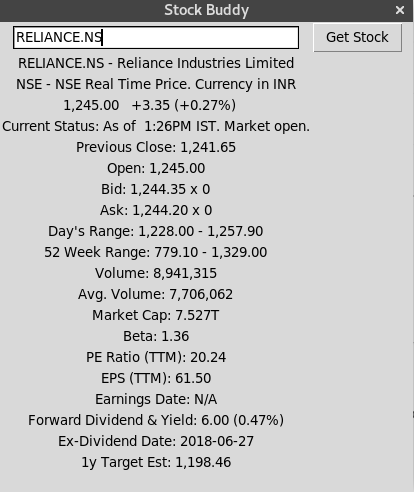 Stock Buddy
RELIANCE.NS
Get Stock
RELIANCE.NS - Reliance Industries Limited
NSE - NSE Real Time Price. Currency in INR
1,245.00   +3.35 (+0.27%)
Current Status: As of  1:26PM IST. Market open.
Previous Close: 1,241.65
Open: 1,245.00
Bid: 1,244.35 x 0
Ask: 1,244.20 x 0
Day's Range: 1,228.00 - 1,257.90
52 Week Range: 779.10 - 1,329.00
Volume: 8,941,315
Avg. Volume: 7,706,062
Market Cap: 7.527T
Beta: 1.36
PE Ratio (TTM): 20.24
EPS (TTM): 61.50
Earnings Date: N/A
Forward Dividend & Yield: 6.00 (0.47%)
Ex-Dividend Date: 2018-06-27
1y Target Est: 1,198.46